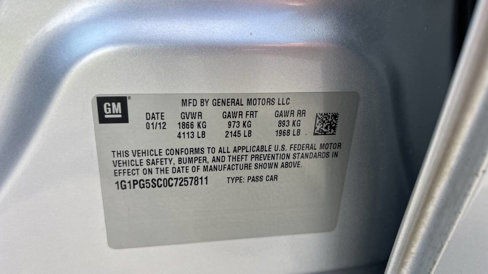 GM
MFD BY GENERAL MOTORS LLC
DATE GVWR GAWR FRT GAWR RR
01/12 1866 KG 973 KG 893 KG
4113 LB 2145 LB 1968 LB
THIS VEHICLE CONFORMS TO ALL APPLICABLE U.S. FEDERAL MOTOR
VEHICLE SAFETY, BUMPER, AND THEFT PREVENTION STANDARDS IN
EFFECT ON THE DATE OF MANUFACTURE SHOWN ABOVE.
1G1PG5SC0C7257811 TYPE: PASS CAR